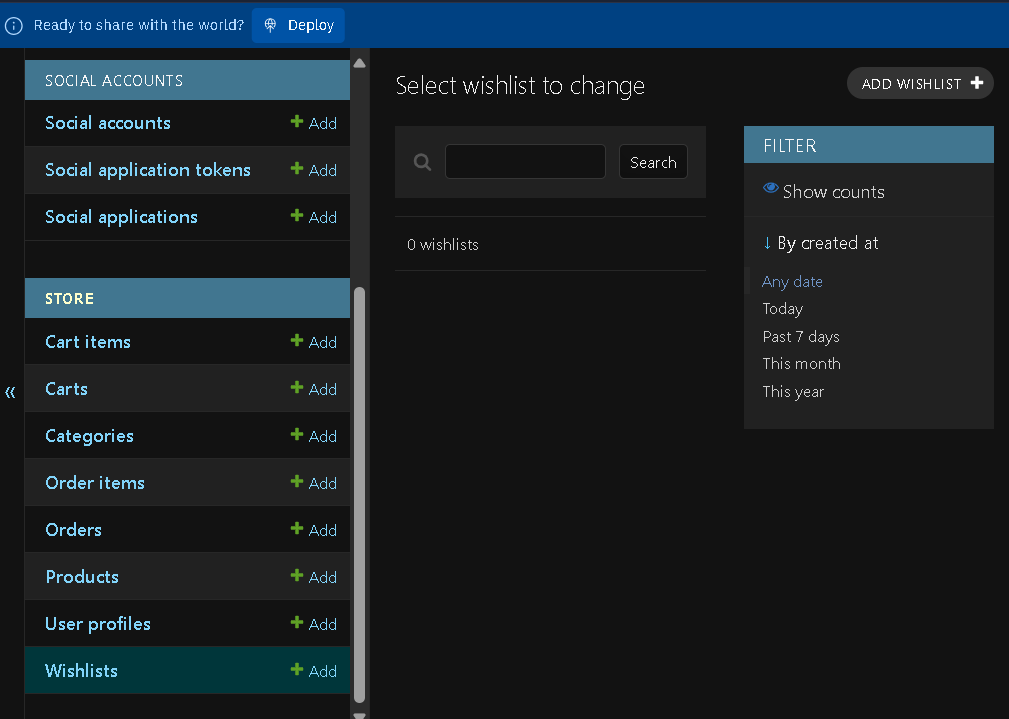 Ready to share with the world? Deploy
SOCIAL ACCOUNTS
Social accounts Add
Social application tokens Add
Social applications Add
STORE
Cart items Add
Carts Add
Categories Add
Order items Add
Orders Add
Products Add
User profiles Add
Wishlists Add
«
Select wishlist to change
ADD WISHLIST
Search
0 wishlists
FILTER
Show counts
↓ By created at
Any date
Today
Past 7 days
This month
This year